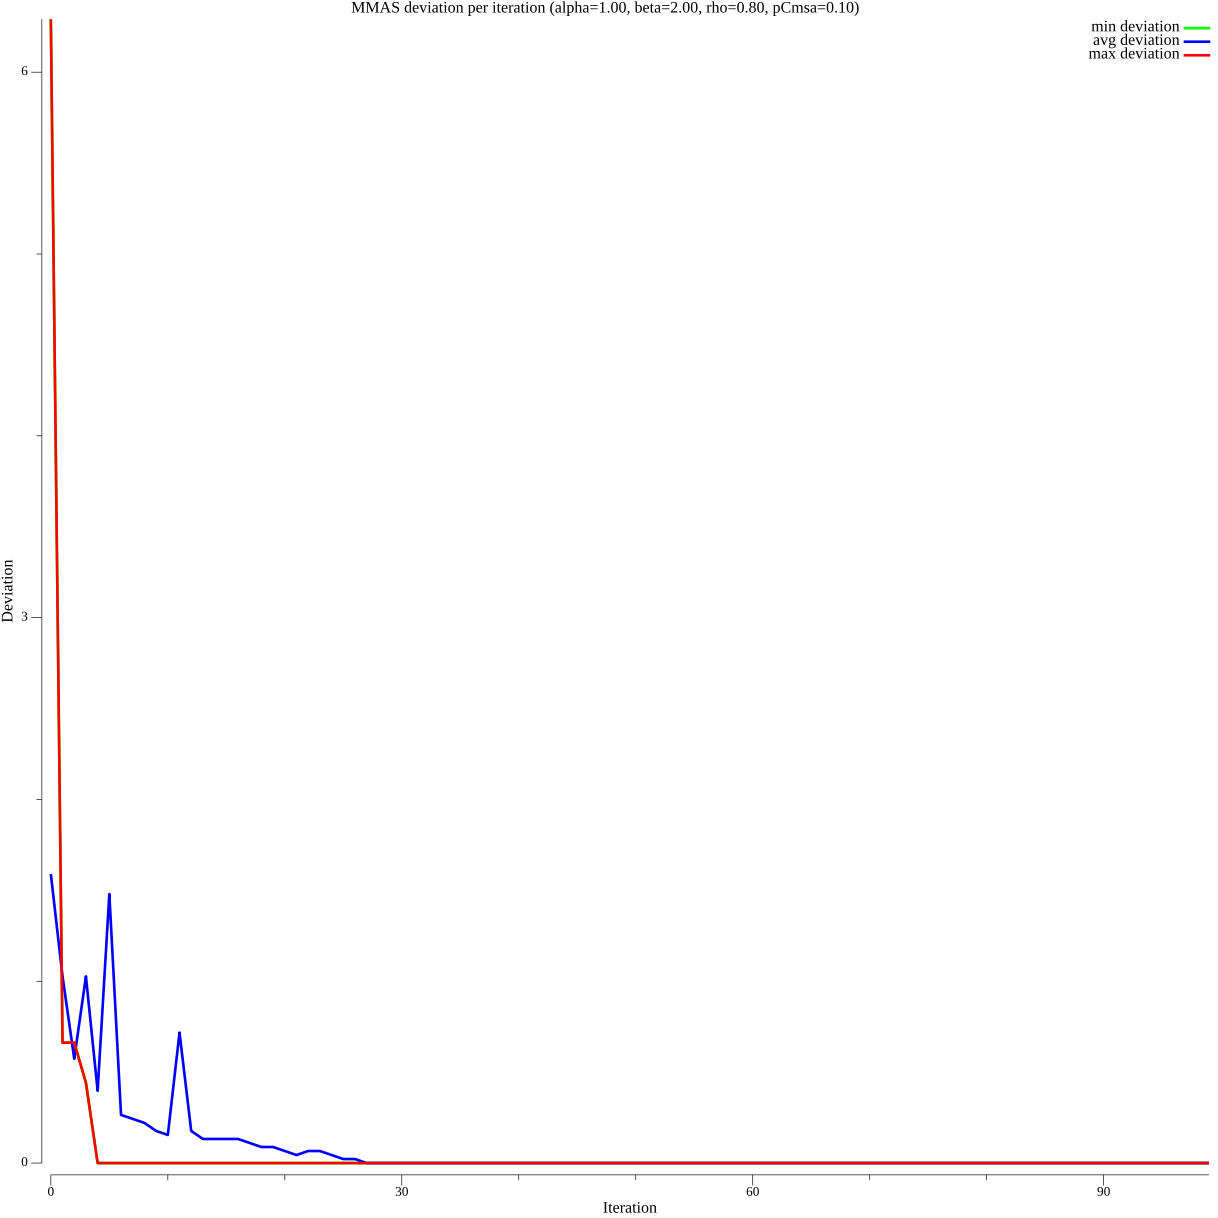 MMAS deviation per iteration (alpha=1.00, beta=2.00, rho=0.80, pCmsa=0.10)
min deviation
avg deviation
max deviation
6
3
0
Deviation
0 30 60 90
Iteration